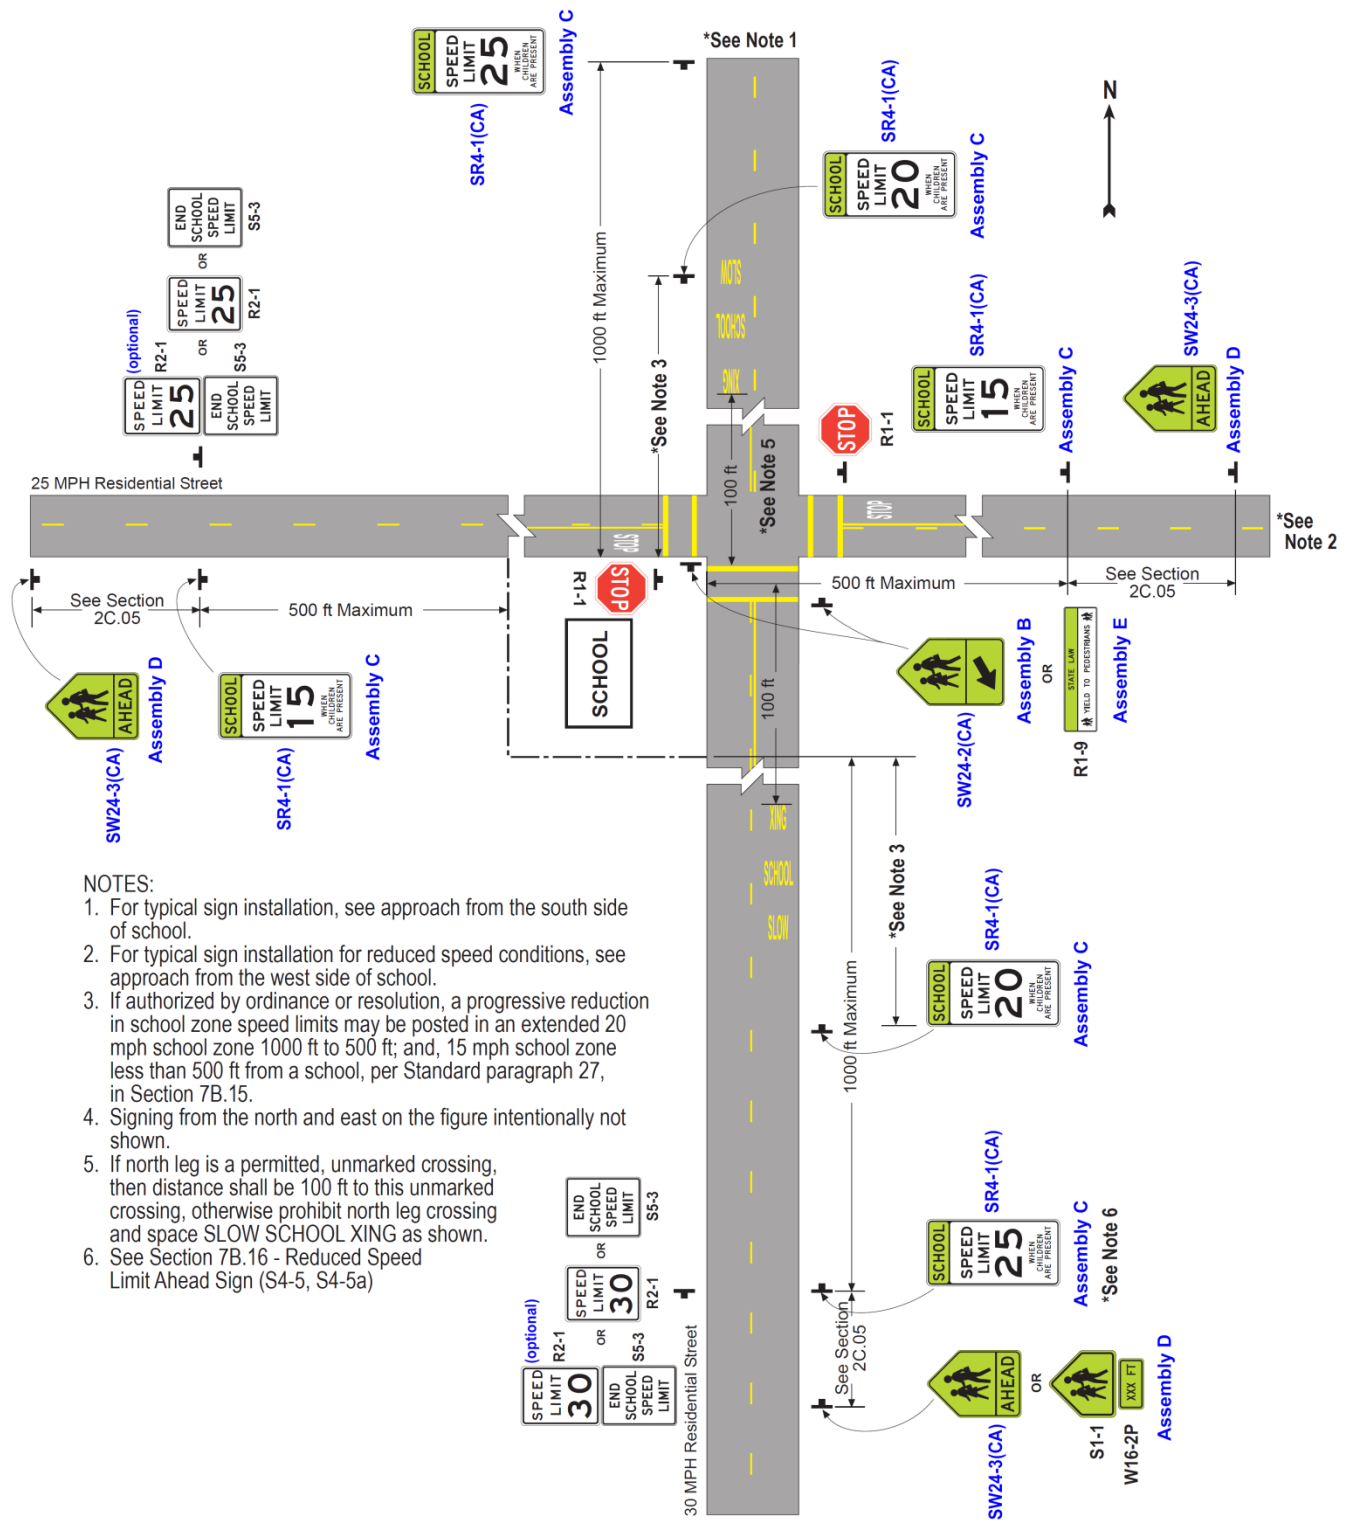 *See Note 1
SCHOOL
SPEED
LIMIT
25
WHEN
CHILDREN
ARE PRESENT
SR4-1(CA)
Assembly C
N
SR4-1(CA)
SCHOOL
SPEED
LIMIT
20
WHEN
CHILDREN
ARE PRESENT
Assembly C
1000 ft Maximum
SLOW
SCHOOL
XING
*See Note 3
END
SCHOOL
SPEED
LIMIT
S5-3
OR
SPEED
LIMIT
25
R2-1
OR
(optional)
R2-1
SPEED
LIMIT
25
S5-3
END
SCHOOL
SPEED
LIMIT
SR4-1(CA)
SCHOOL
SPEED
LIMIT
15
WHEN
CHILDREN
ARE PRESENT
Assembly C
SW24-3(CA)
AHEAD
Assembly D
STOP
R1-1
100 ft
*See Note 5
25 MPH Residential Street
STOP
STOP
*See
Note 2
R1-1
STOP
See Section
2C.05
500 ft Maximum
500 ft Maximum
See Section
2C.05
SCHOOL
100 ft
AHEAD
SW24-3(CA)
Assembly D
SCHOOL
SPEED
LIMIT
15
WHEN
CHILDREN
ARE PRESENT
SR4-1(CA)
Assembly C
SW24-2(CA)
Assembly B
OR
STATE LAW
YIELD TO PEDESTRIANS
R1-9
Assembly E
XING
SCHOOL
SLOW
*See Note 3
1000 ft Maximum
SR4-1(CA)
SCHOOL
SPEED
LIMIT
20
WHEN
CHILDREN
ARE PRESENT
Assembly C
NOTES:
1. For typical sign installation, see approach from the south side
of school.
2. For typical sign installation for reduced speed conditions, see
approach from the west side of school.
3. If authorized by ordinance or resolution, a progressive reduction
in school zone speed limits may be posted in an extended 20
mph school zone 1000 ft to 500 ft; and, 15 mph school zone
less than 500 ft from a school, per Standard paragraph 27,
in Section 7B.15.
4. Signing from the north and east on the figure intentionally not
shown.
5. If north leg is a permitted, unmarked crossing,
then distance shall be 100 ft to this unmarked
crossing, otherwise prohibit north leg crossing
and space SLOW SCHOOL XING as shown.
6. See Section 7B.16 - Reduced Speed
Limit Ahead Sign (S4-5, S4-5a)
END
SCHOOL
SPEED
LIMIT
S5-3
OR
SPEED
LIMIT
30
R2-1
OR
(optional)
R2-1
SPEED
LIMIT
30
S5-3
END
SCHOOL
SPEED
LIMIT
30 MPH Residential Street
SR4-1(CA)
SCHOOL
SPEED
LIMIT
25
WHEN
CHILDREN
ARE PRESENT
Assembly C
*See Note 6
See Section
2C.05
AHEAD
SW24-3(CA)
OR
S1-1
XXX FT
W16-2P
Assembly D